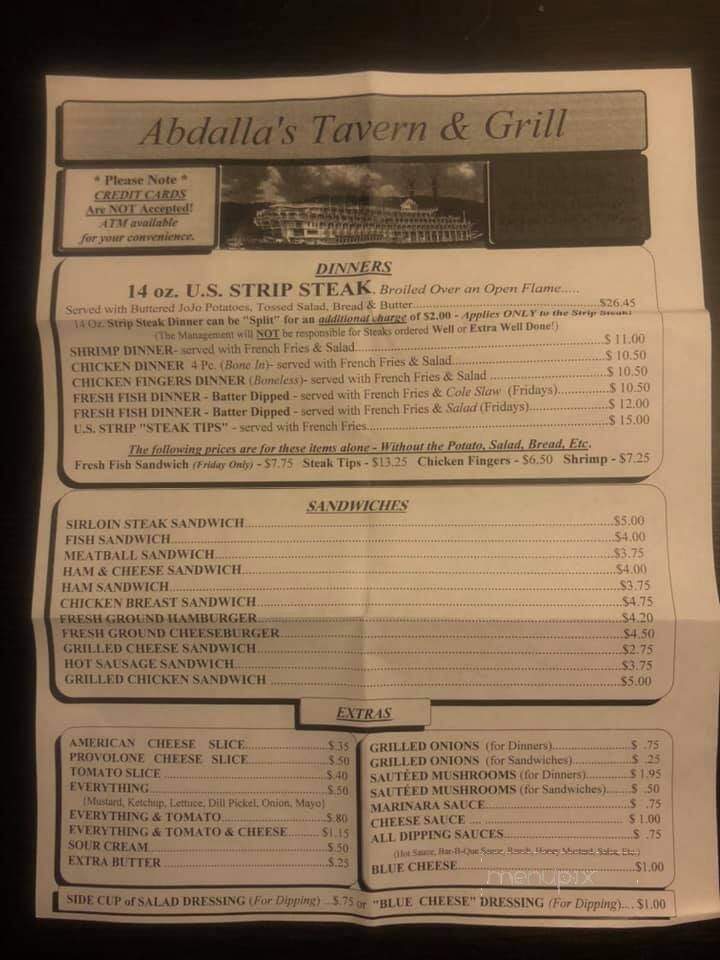 Abdalla's Tavern & Grill
* Please Note *
CREDIT CARDS
Are NOT Accepted!
ATM available
for your convenience.
DINNERS
14 oz. U.S. STRIP STEAK. Broiled Over an Open Flame.....
Served with Buttered JoJo Potatoes, Tossed Salad, Bread & Butter...$26.45
14 Oz. Strip Steak Dinner can be "Split" for an additional charge of $2.00 - Applies ONLY to the Strip Steak!
(The Management will NOT be responsible for Steaks ordered Well or Extra Well Done!)
SHRIMP DINNER- served with French Fries & Salad...$ 11.00
CHICKEN DINNER 4 Pc. (Bone In)- served with French Fries & Salad...$ 10.50
CHICKEN FINGERS DINNER (Boneless)- served with French Fries & Salad ...$ 10.50
FRESH FISH DINNER - Batter Dipped - served with French Fries & Cole Slaw (Fridays)...$ 10.50
FRESH FISH DINNER - Batter Dipped - served with French Fries & Salad (Fridays)...$ 12.00
U.S. STRIP "STEAK TIPS" - served with French Fries...$ 15.00
The following prices are for these items alone - Without the Potato, Salad, Bread, Etc.
Fresh Fish Sandwich (Friday Only) - $7.75 Steak Tips - $13.25 Chicken Fingers - $6.50 Shrimp - $7.25
SANDWICHES
SIRLOIN STEAK SANDWICH...$5.00
FISH SANDWICH...$4.00
MEATBALL SANDWICH...$3.75
HAM & CHEESE SANDWICH...$4.00
HAM SANDWICH...$3.75
CHICKEN BREAST SANDWICH...$4.75
FRESH GROUND HAMBURGER...$4.20
FRESH GROUND CHEESEBURGER...$4.50
GRILLED CHEESE SANDWICH...$2.75
HOT SAUSAGE SANDWICH...$3.75
GRILLED CHICKEN SANDWICH ...$5.00
EXTRAS
AMERICAN CHEESE SLICE...$.35
PROVOLONE CHEESE SLICE...$.50
TOMATO SLICE...$.40
EVERYTHING...$.50
(Mustard, Ketchup, Lettuce, Dill Pickel, Onion, Mayo)
EVERYTHING & TOMATO...$.80
EVERYTHING & TOMATO & CHEESE...$1.15
SOUR CREAM...$.50
EXTRA BUTTER...$.25
GRILLED ONIONS (for Dinners)...$ .75
GRILLED ONIONS (for Sandwiches)...$ .25
SAUTÉED MUSHROOMS (for Dinners)...$ 1.95
SAUTÉED MUSHROOMS (for Sandwiches)...$ .50
MARINARA SAUCE...$ .75
CHEESE SAUCE ...$ 1.00
ALL DIPPING SAUCES...$ .75
(Hot Sauce, Bar-B-Que Sauce, Ranch, Honey Mustard, Salsa, Etc.)
BLUE CHEESE...$1.00
menupix
SIDE CUP of SALAD DRESSING (For Dipping) ...$.75 or "BLUE CHEESE" DRESSING (For Dipping)....$1.00